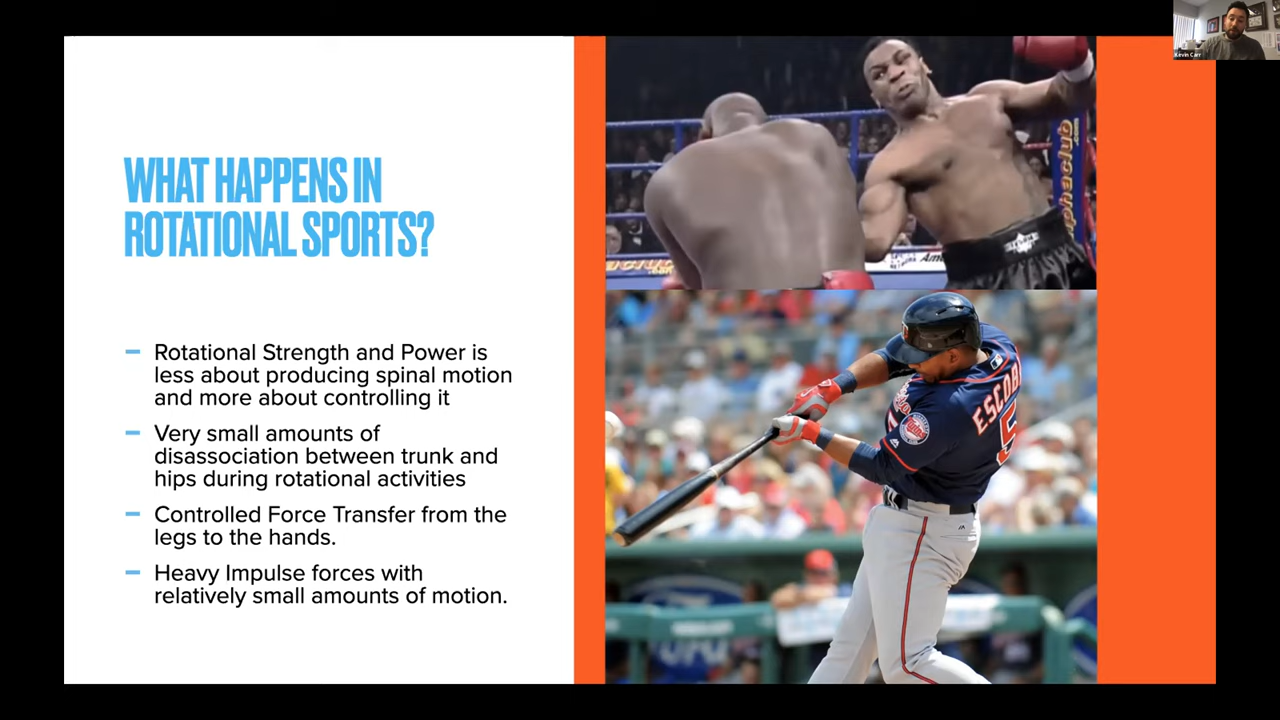 WHAT HAPPENS IN
ROTATIONAL SPORTS?
– Rotational Strength and Power is
less about producing spinal motion
and more about controlling it
– Very small amounts of
disassociation between trunk and
hips during rotational activities
– Controlled Force Transfer from the
legs to the hands.
– Heavy Impulse forces with
relatively small amounts of motion.
Kevin Carr
ESCOB
5